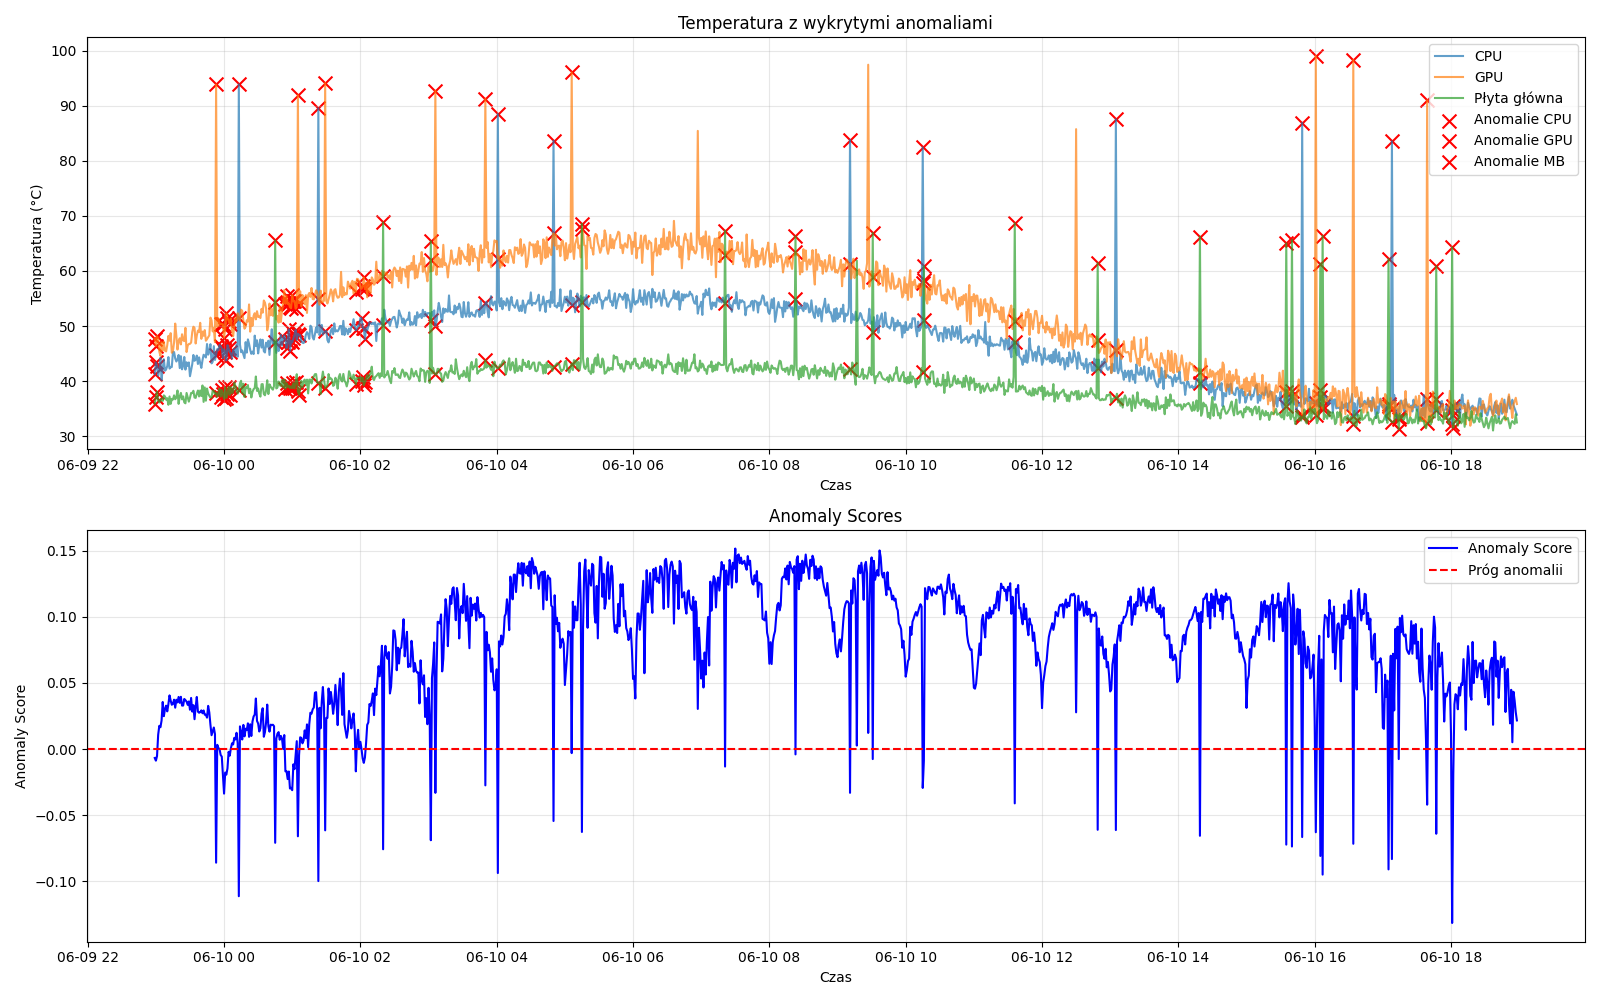 Temperatura z wykrytymi anomaliami
Temperatura (°C)
100
90
80
70
60
50
40
30
CPU
GPU
Płyta główna
Anomalie CPU
Anomalie GPU
Anomalie MB
06-09 22 06-10 00 06-10 02 06-10 04 06-10 06 06-10 08 06-10 10 06-10 12 06-10 14 06-10 16 06-10 18
Czas
Anomaly Scores
Anomaly Score
0.15
0.10
0.05
0.00
−0.05
−0.10
Anomaly Score
Próg anomalii
06-09 22 06-10 00 06-10 02 06-10 04 06-10 06 06-10 08 06-10 10 06-10 12 06-10 14 06-10 16 06-10 18
Czas